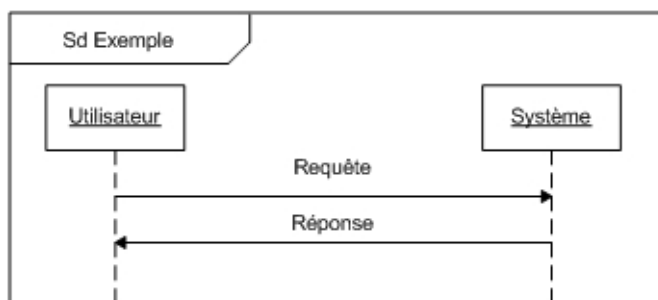 Sd Exemple
Utilisateur
Système
Requête
Réponse